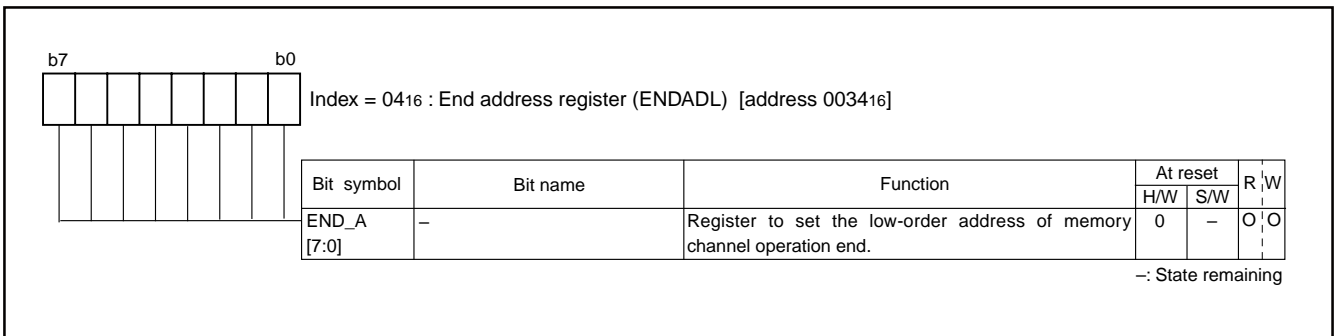 b7 b0
Index = 0416 : End address register (ENDADL) [address 003416]
Bit symbol Bit name Function At reset R W
H/W S/W
END_A – Register to set the low-order address of memory 0 – O O
[7:0] channel operation end.
–: State remaining